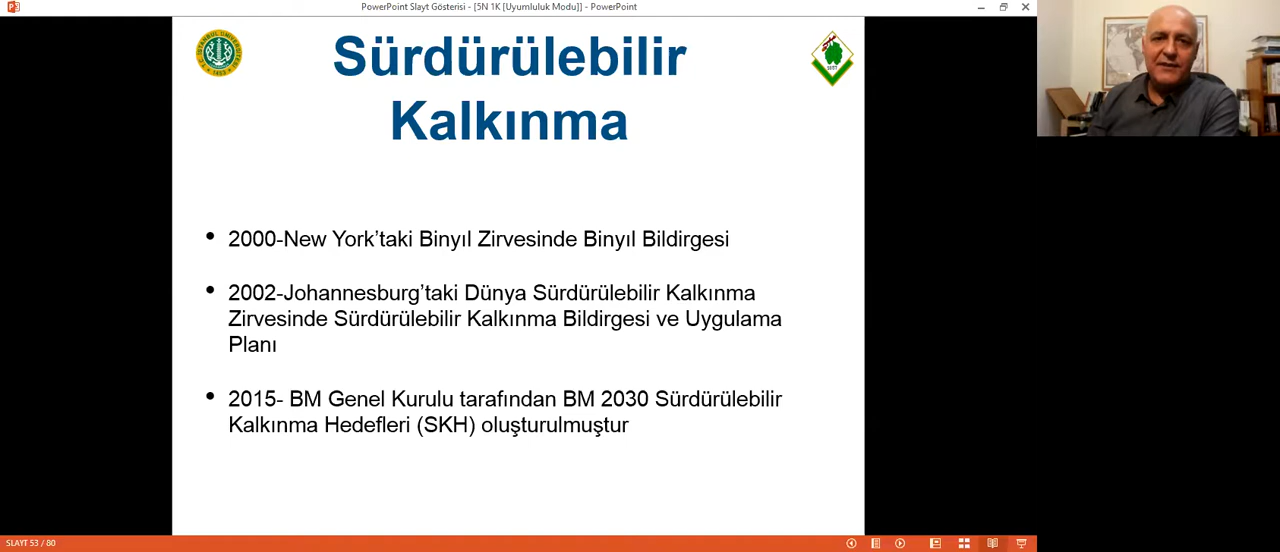 PowerPoint Slayt Gösterisi - [5N 1K [Uyumluluk Modu]] - PowerPoint
Sürdürülebilir
Kalkınma
• 2000-New York’taki Binyıl Zirvesinde Binyıl Bildirgesi
• 2002-Johannesburg’taki Dünya Sürdürülebilir Kalkınma
Zirvesinde Sürdürülebilir Kalkınma Bildirgesi ve Uygulama
Planı
• 2015- BM Genel Kurulu tarafından BM 2030 Sürdürülebilir
Kalkınma Hedefleri (SKH) oluşturulmuştur
SLAYT 53 / 80